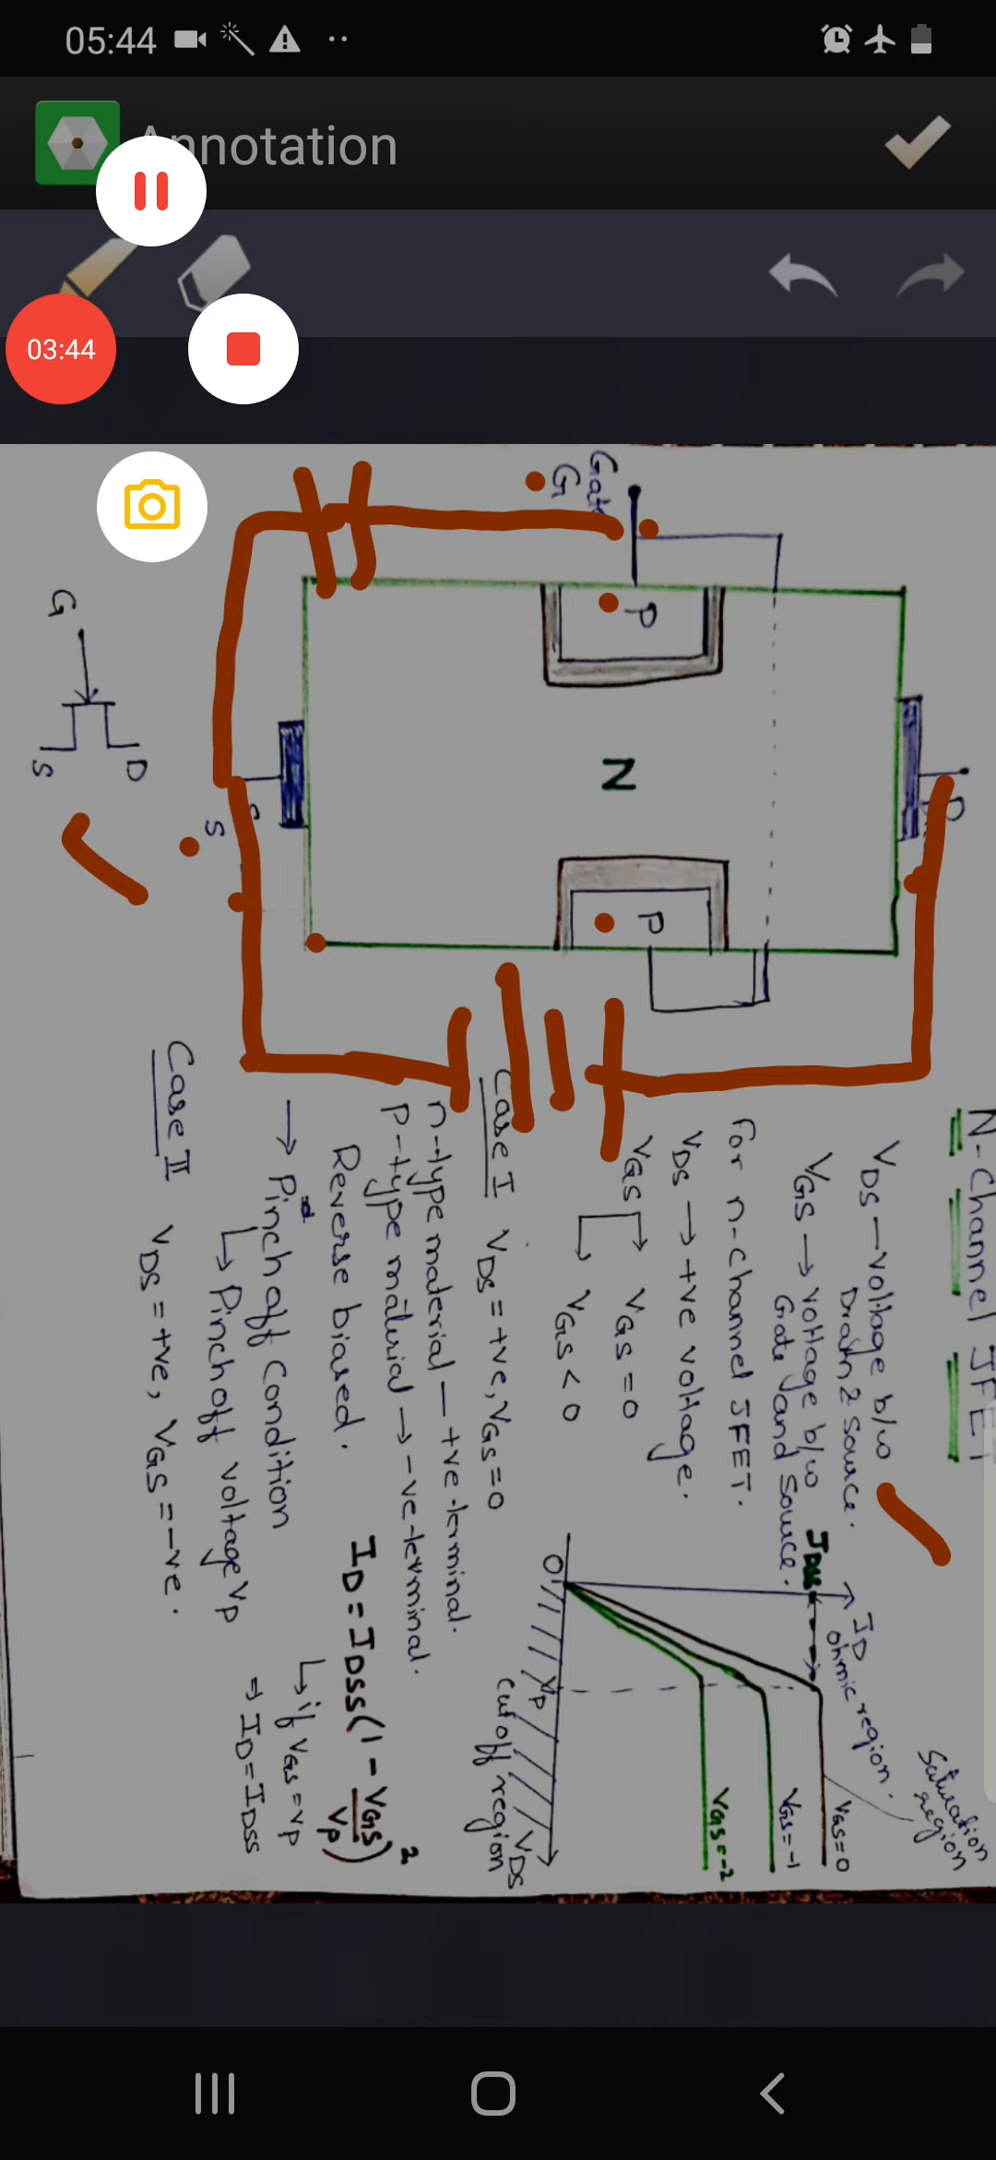 05:44
Annotation
03:44
N-Channel JFET
VDS — voltage b/w
Drain & Source.
VGS → voltage b/w
Gate and Source.
For n-channel JFET.
VDS → +ve voltage.
VGS
VGS = 0
VGS < 0
Case I VDS = +ve, VGS = 0
n-type material — +ve terminal.
P-type material → -ve terminal.
Reverse biased.
→ Pinch off Condition
↳ Pinch off voltage VP
Case II VDS = +ve, VGS = -ve.
Gate
G
P
N
P
D
S
S
G
D
S
Saturation
region
ID
ohmic region.
IDSS
VGS=0
VGS=-1
VGS=-2
O
VP
VDS
cutoff region
ID = IDSS(1 - VGS/VP)²
↳ if VGS = VP
⇒ ID = IDSS